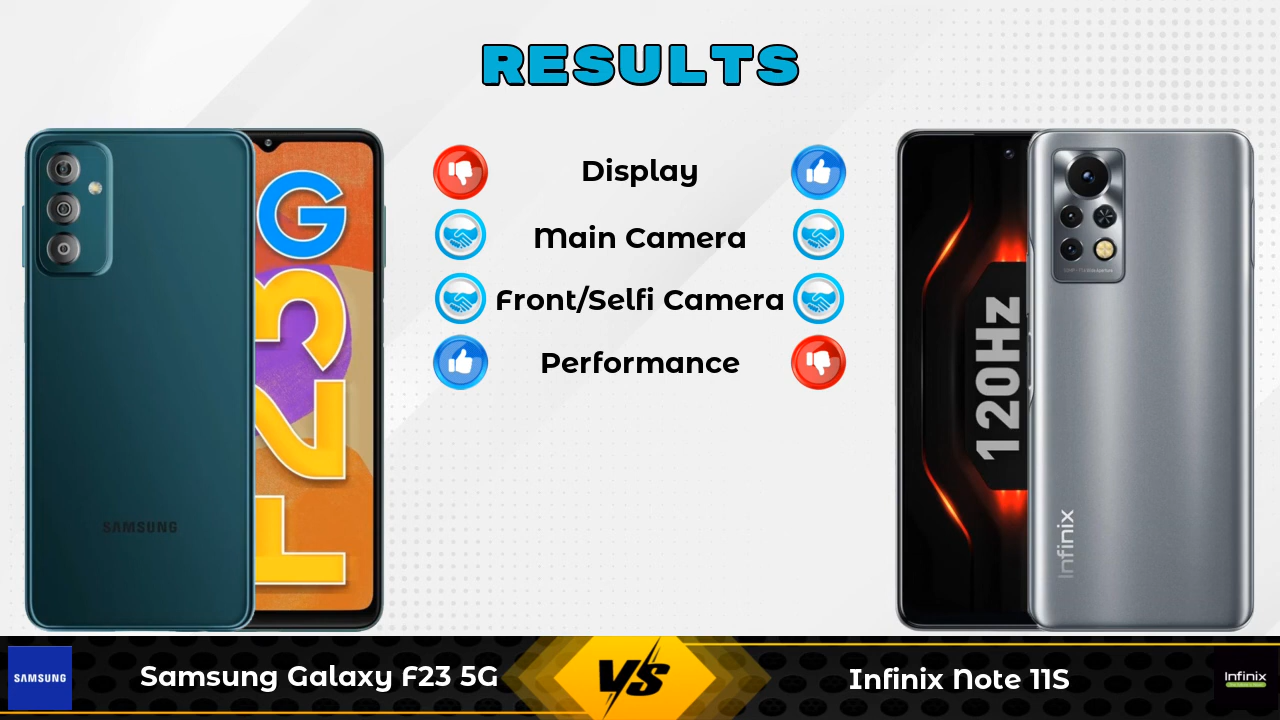 RESULTS
Display
Main Camera
Front/Selfi Camera
Performance
F23 5G
SAMSUNG
120Hz
Infinix
SAMSUNG
Samsung Galaxy F23 5G
VS
Infinix Note 11S
Infinix